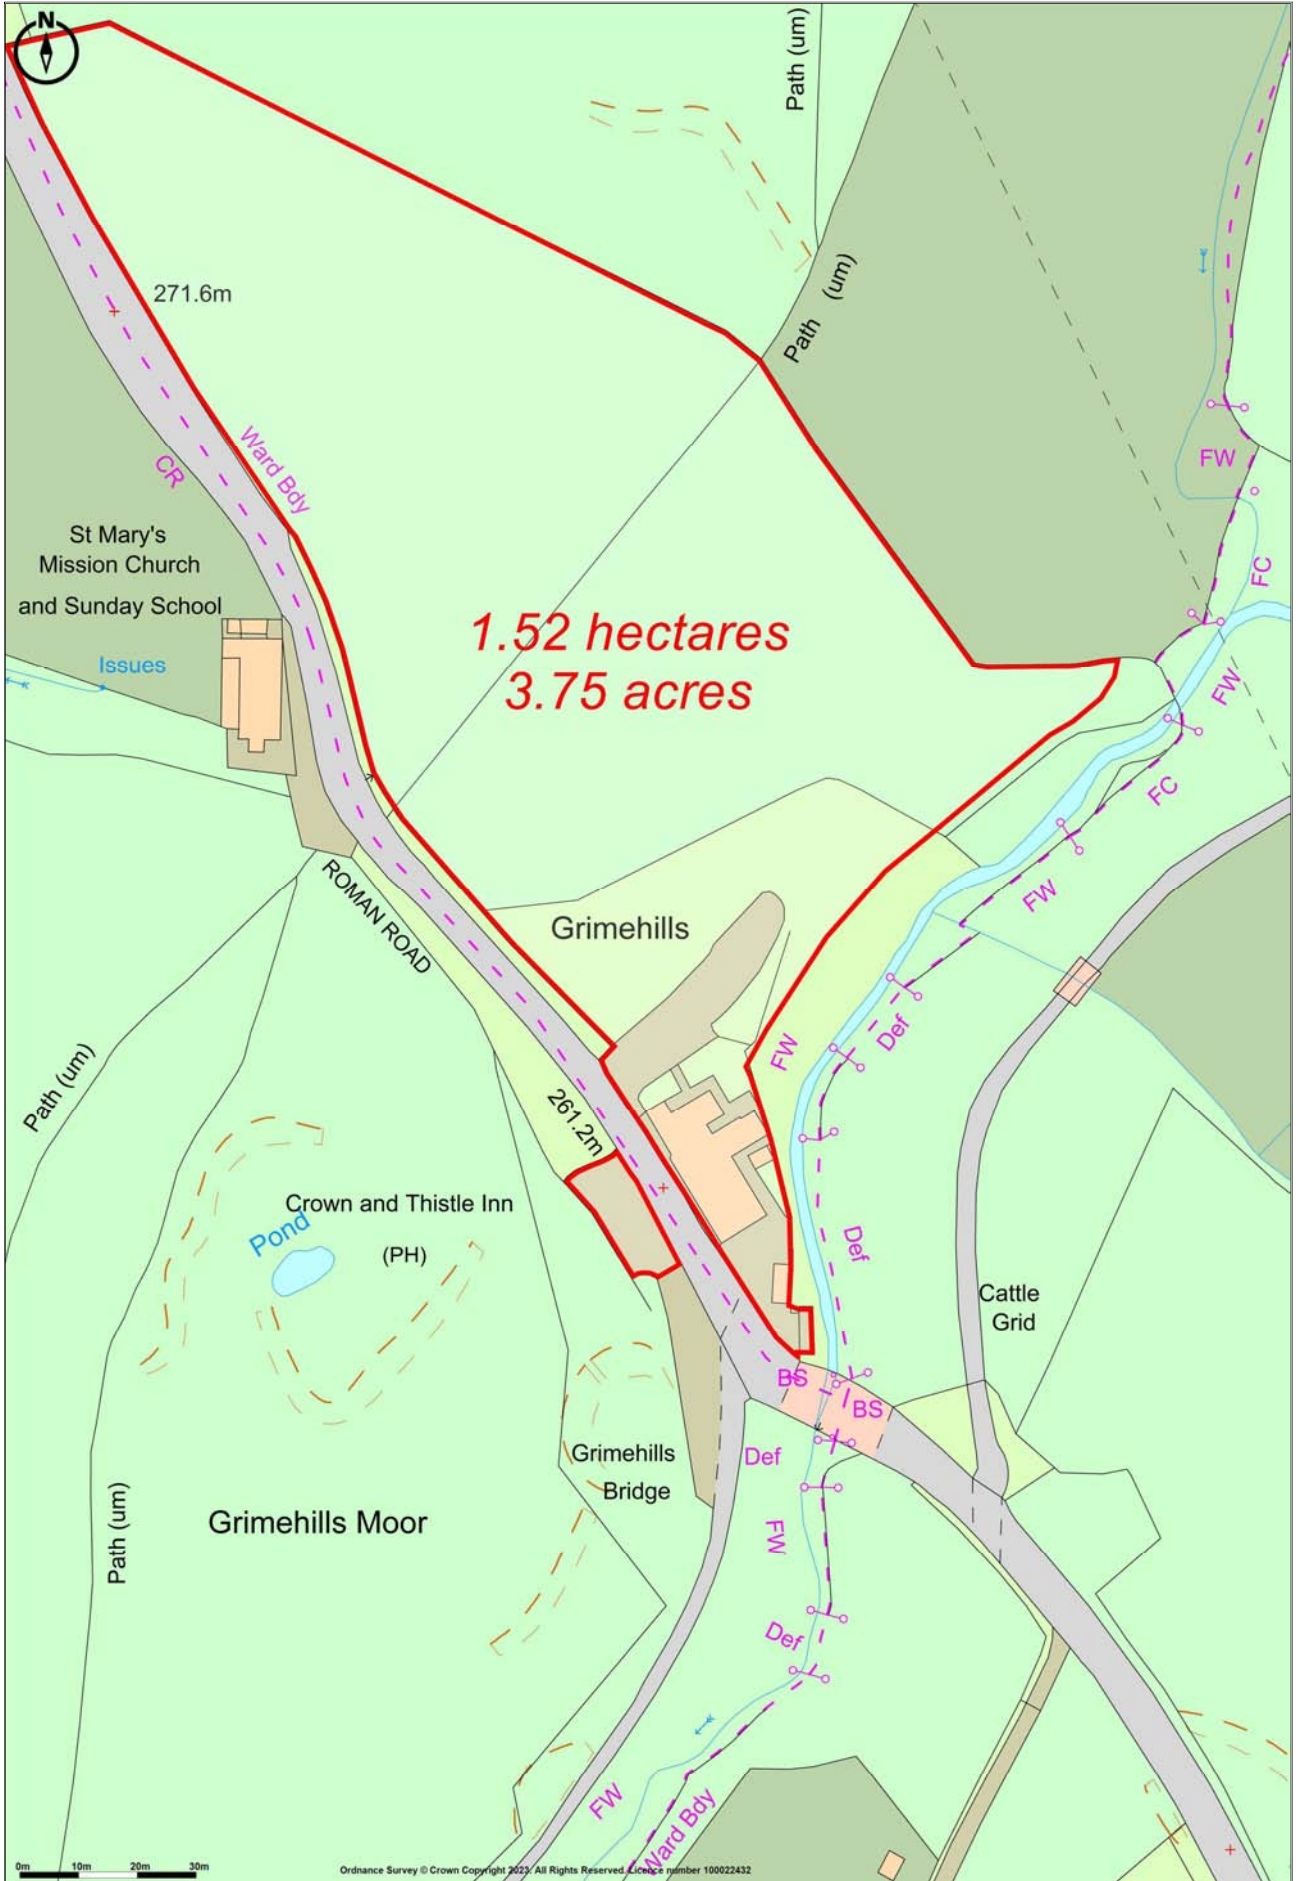 N
Path (um)
Path (um)
271.6m
Ward Bdy
CR
FW
St Mary's
Mission Church
and Sunday School
Issues
FC
1.52 hectares
3.75 acres
FW
FC
ROMAN ROAD
FW
Grimehills
Def
FW
Path (um)
261.2m
Crown and Thistle Inn
(PH)
Pond
Def
Cattle
Grid
BS
BS
Grimehills
Bridge
Def
FW
Grimehills Moor
Path (um)
Def
FW
Ward Bdy
0m 10m 20m 30m
Ordnance Survey © Crown Copyright 2023. All Rights Reserved. Licence number 100022432